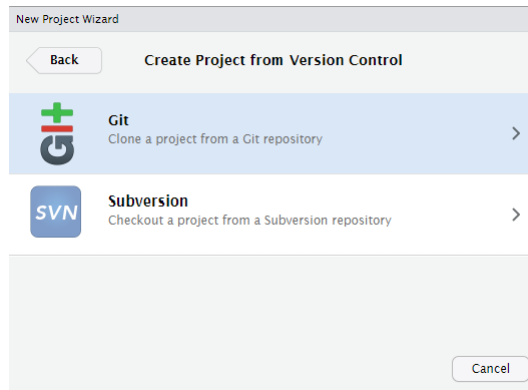 New Project Wizard
Back
Create Project from Version Control
Git
Git
Clone a project from a Git repository
SVN
Subversion
Checkout a project from a Subversion repository
Cancel